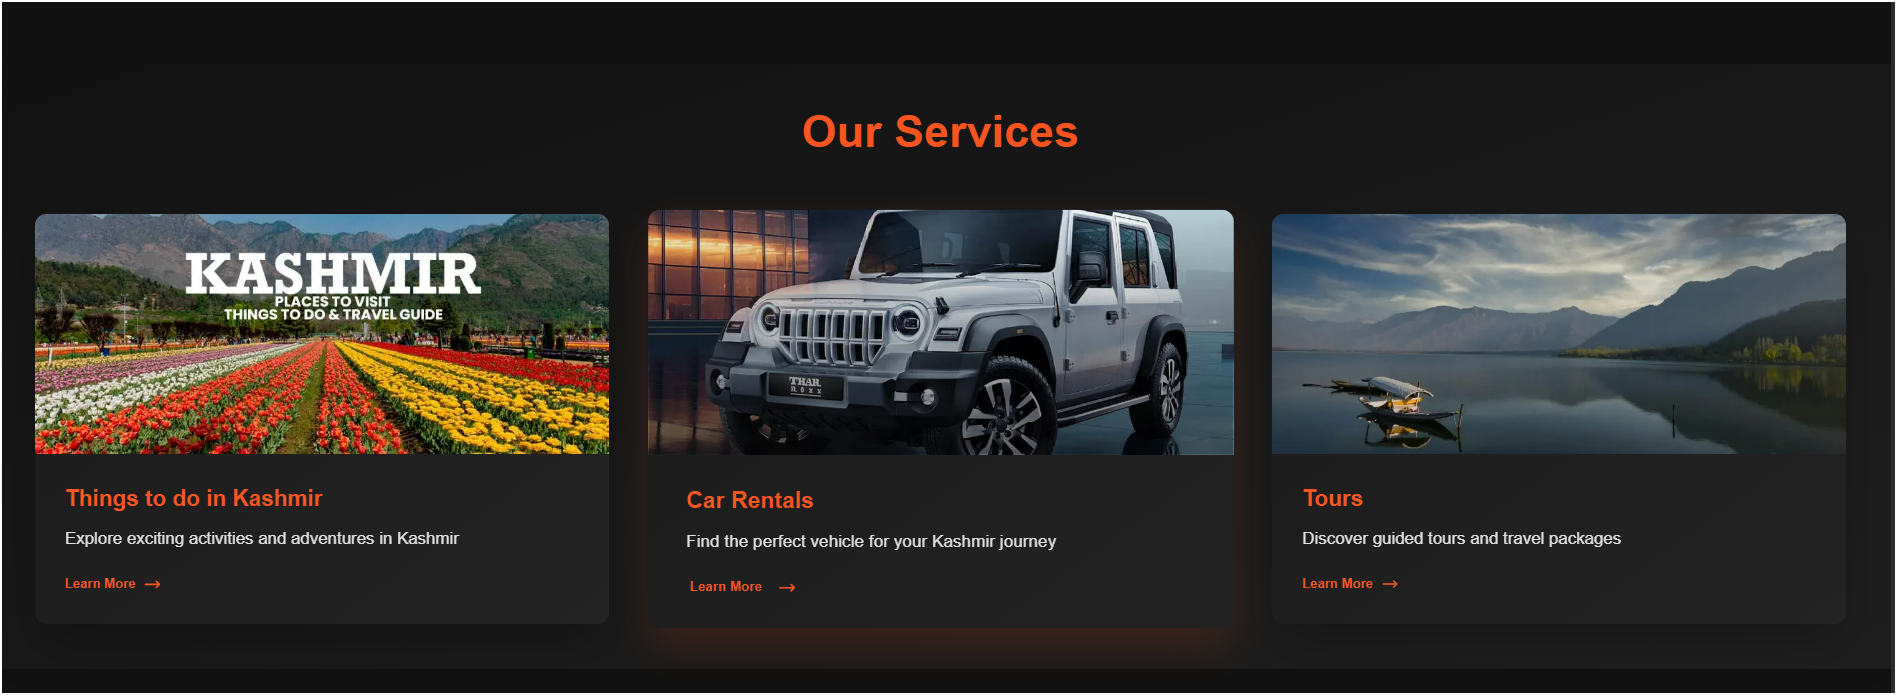 Our Services
KASHMIR
PLACES TO VISIT
THINGS TO DO & TRAVEL GUIDE
THAR
ROXX
Things to do in Kashmir
Explore exciting activities and adventures in Kashmir
Learn More →
Car Rentals
Find the perfect vehicle for your Kashmir journey
Learn More →
Tours
Discover guided tours and travel packages
Learn More →